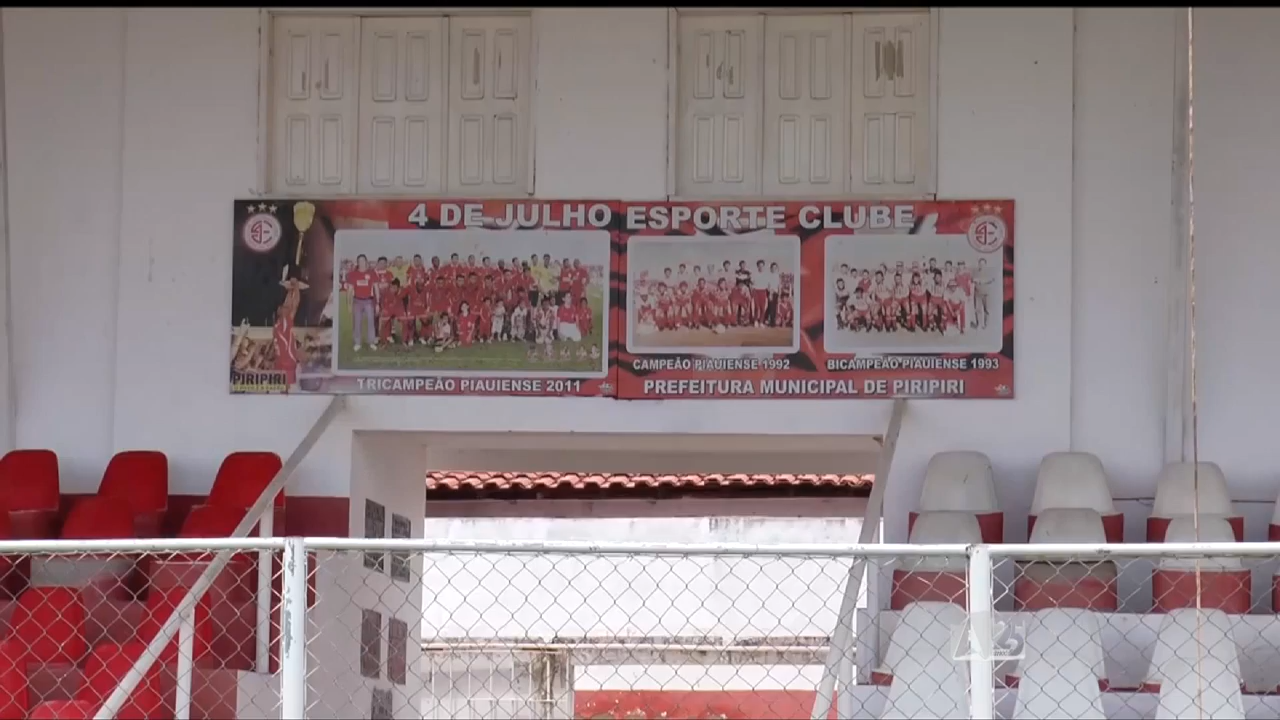 4 DE JULHO ESPORTE CLUBE
CAMPEÃO PIAUIENSE 1992
BICAMPEÃO PIAUIENSE 1993
PIRIPIRI
TRICAMPEÃO PIAUIENSE 2011
PREFEITURA MUNICIPAL DE PIRIPIRI